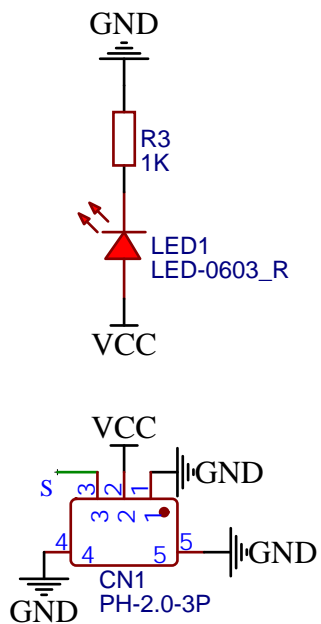 GND
R3
1K
LED1
LED-0603_R
VCC
VCC
S 3 2 1 GND
3 2 1
4 4 5 5 GND
GND
CN1
PH-2.0-3P